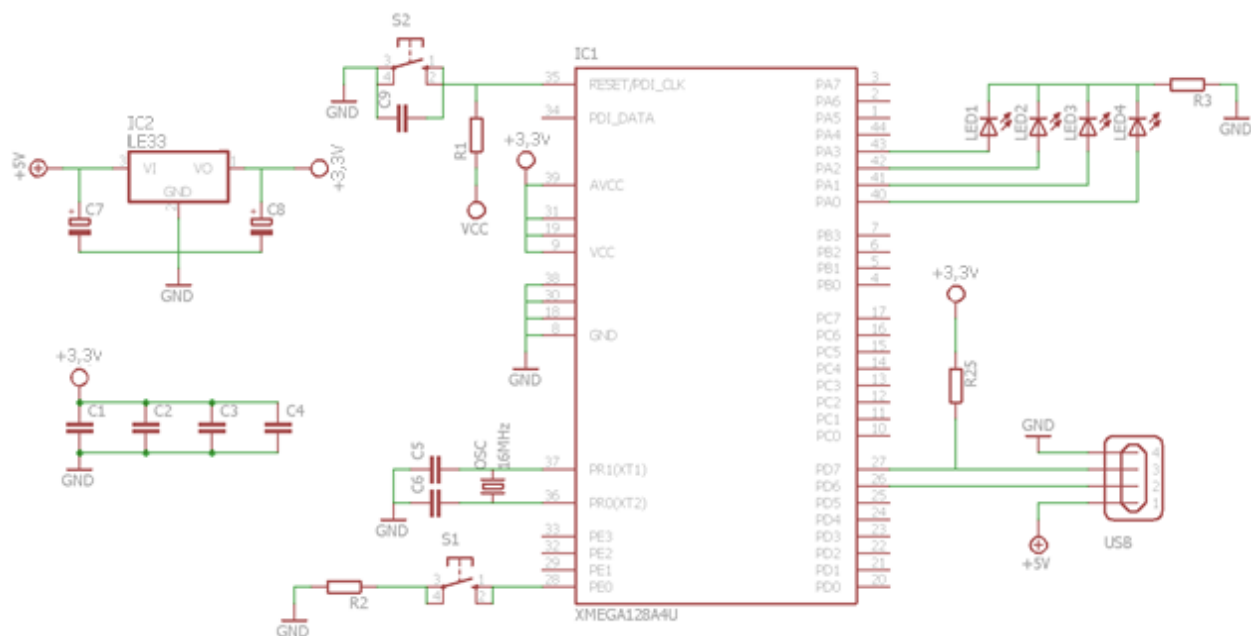 S2
IC1
3
4
1
2
C9
GND
35
RESET/PDI_CLK
34
PDI_DATA
R1
VCC
IC2
LE33
+5V
3
VI
VO
1
GND
2
+3,3V
C7
C8
GND
+3,3V
39
AVCC
31
19
9
VCC
38
30
18
8
GND
GND
PA7
3
PA6
2
PA5
1
PA4
44
PA3
43
PA2
42
PA1
41
PA0
40
LED1
LED2
LED3
LED4
R3
GND
PB3
7
PB2
6
PB1
5
PB0
4
PC7
17
PC6
16
PC5
15
PC4
14
PC3
13
PC2
12
PC1
11
PC0
10
+3,3V
R25
+3,3V
C1
C2
C3
C4
GND
C5
C6
GND
OSC
16MHz
37
PR1(XT1)
36
PR0(XT2)
33
PE3
32
PE2
29
PE1
28
PE0
S1
3
4
1
2
R2
GND
PD7
27
PD6
26
PD5
25
PD4
24
PD3
23
PD2
22
PD1
21
PD0
20
GND
4
3
2
1
USB
+5V
XMEGA128A4U